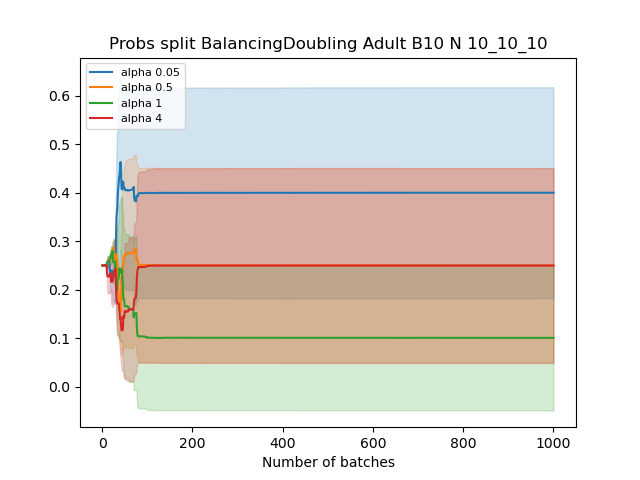 Probs split BalancingDoubling Adult B10 N 10_10_10
alpha 0.05
alpha 0.5
alpha 1
alpha 4
0.6
0.5
0.4
0.3
0.2
0.1
0.0
0 200 400 600 800 1000
Number of batches